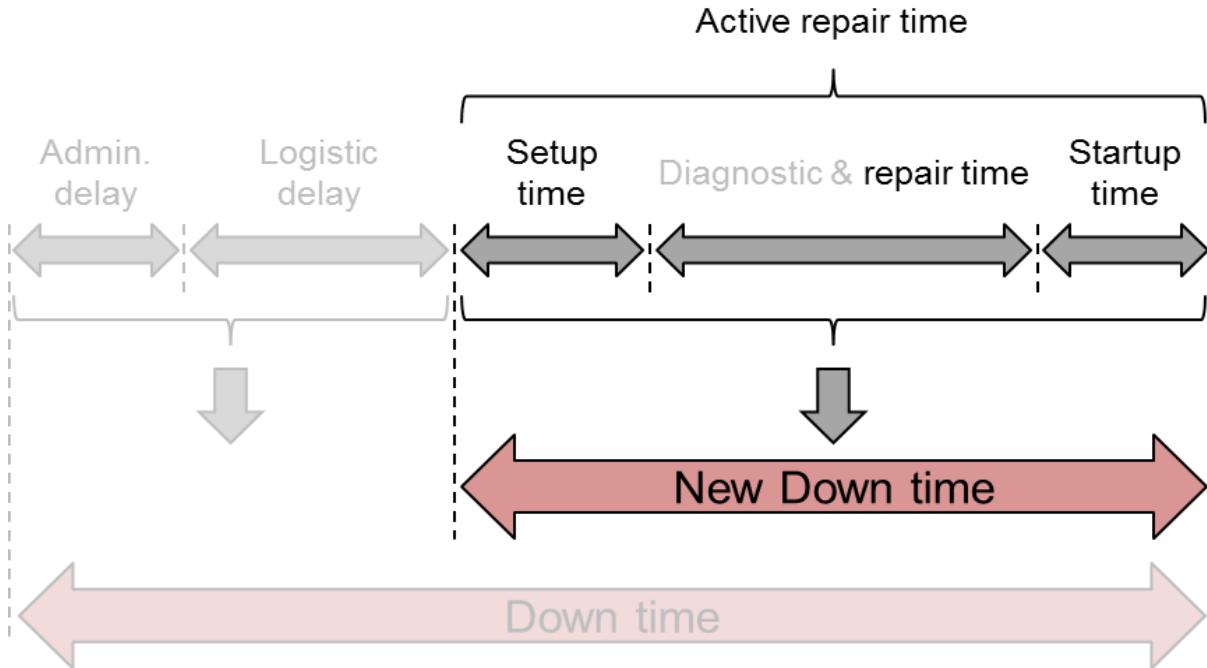 Active repair time
Admin.
delay
Logistic
delay
Setup
time
Diagnostic & repair time
Startup
time
New Down time
Down time